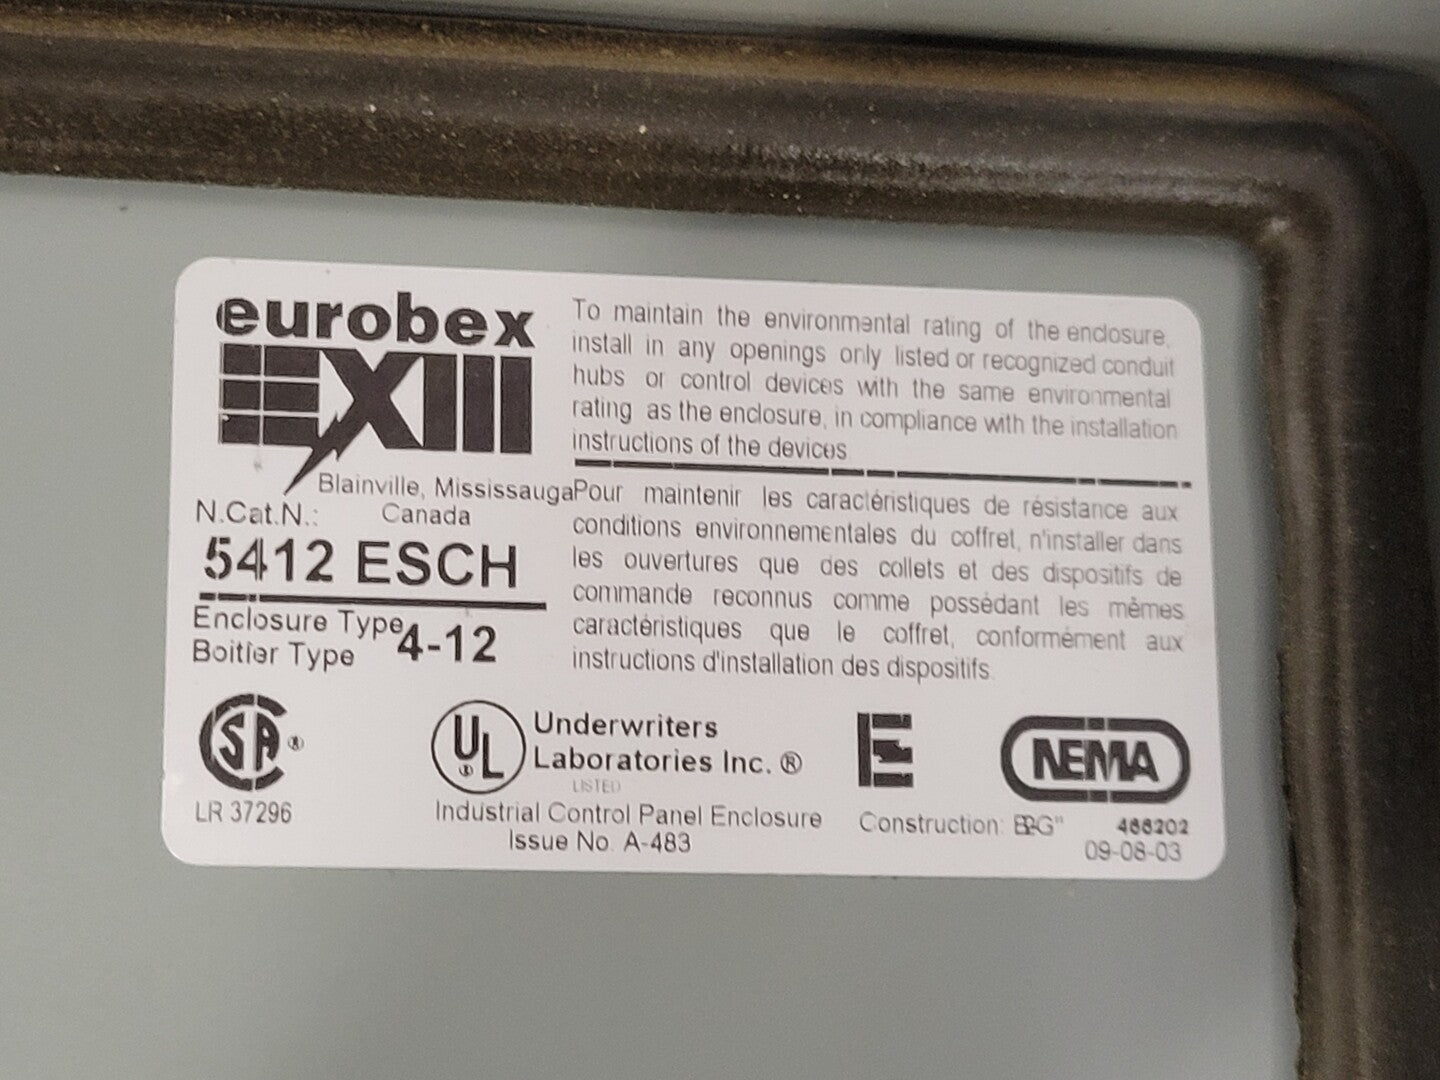 eurobex
EXIII
Blainville, Mississauga
Canada
N.Cat.N.:
5412 ESCH
Enclosure Type
Boitier Type
4-12
To maintain the environmental rating of the enclosure,
install in any openings only listed or recognized conduit
hubs or control devices with the same environmental
rating as the enclosure, in compliance with the installation
instructions of the devices
Pour maintenir les caractéristiques de résistance aux
conditions environnementales du coffret, n'installer dans
les ouvertures que des collets et des dispositifs de
commande reconnus comme possédant les mêmes
caractéristiques que le coffret, conformément aux
instructions d'installation des dispositifs.
SA ®
LR 37296
UL ®
Underwriters
Laboratories Inc. ®
LISTED
Industrial Control Panel Enclosure
Issue No. A-483
E
Construction:
NEMA
09-08-03